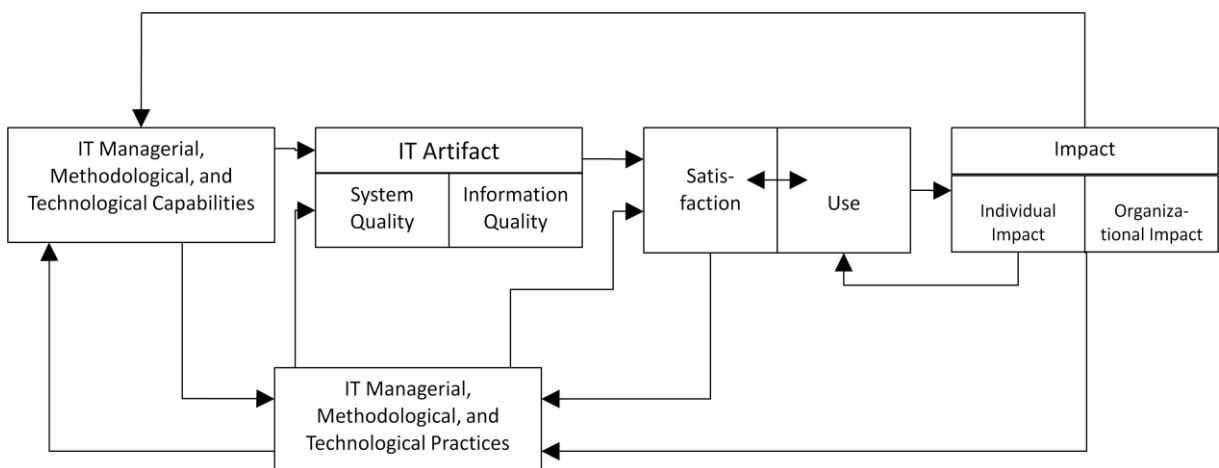 IT Managerial,
Methodological, and
Technological Capabilities
IT Artifact
System
Quality
Information
Quality
Satis-
faction
Use
Impact
Individual
Impact
Organiza-
tional Impact
IT Managerial,
Methodological, and
Technological Practices